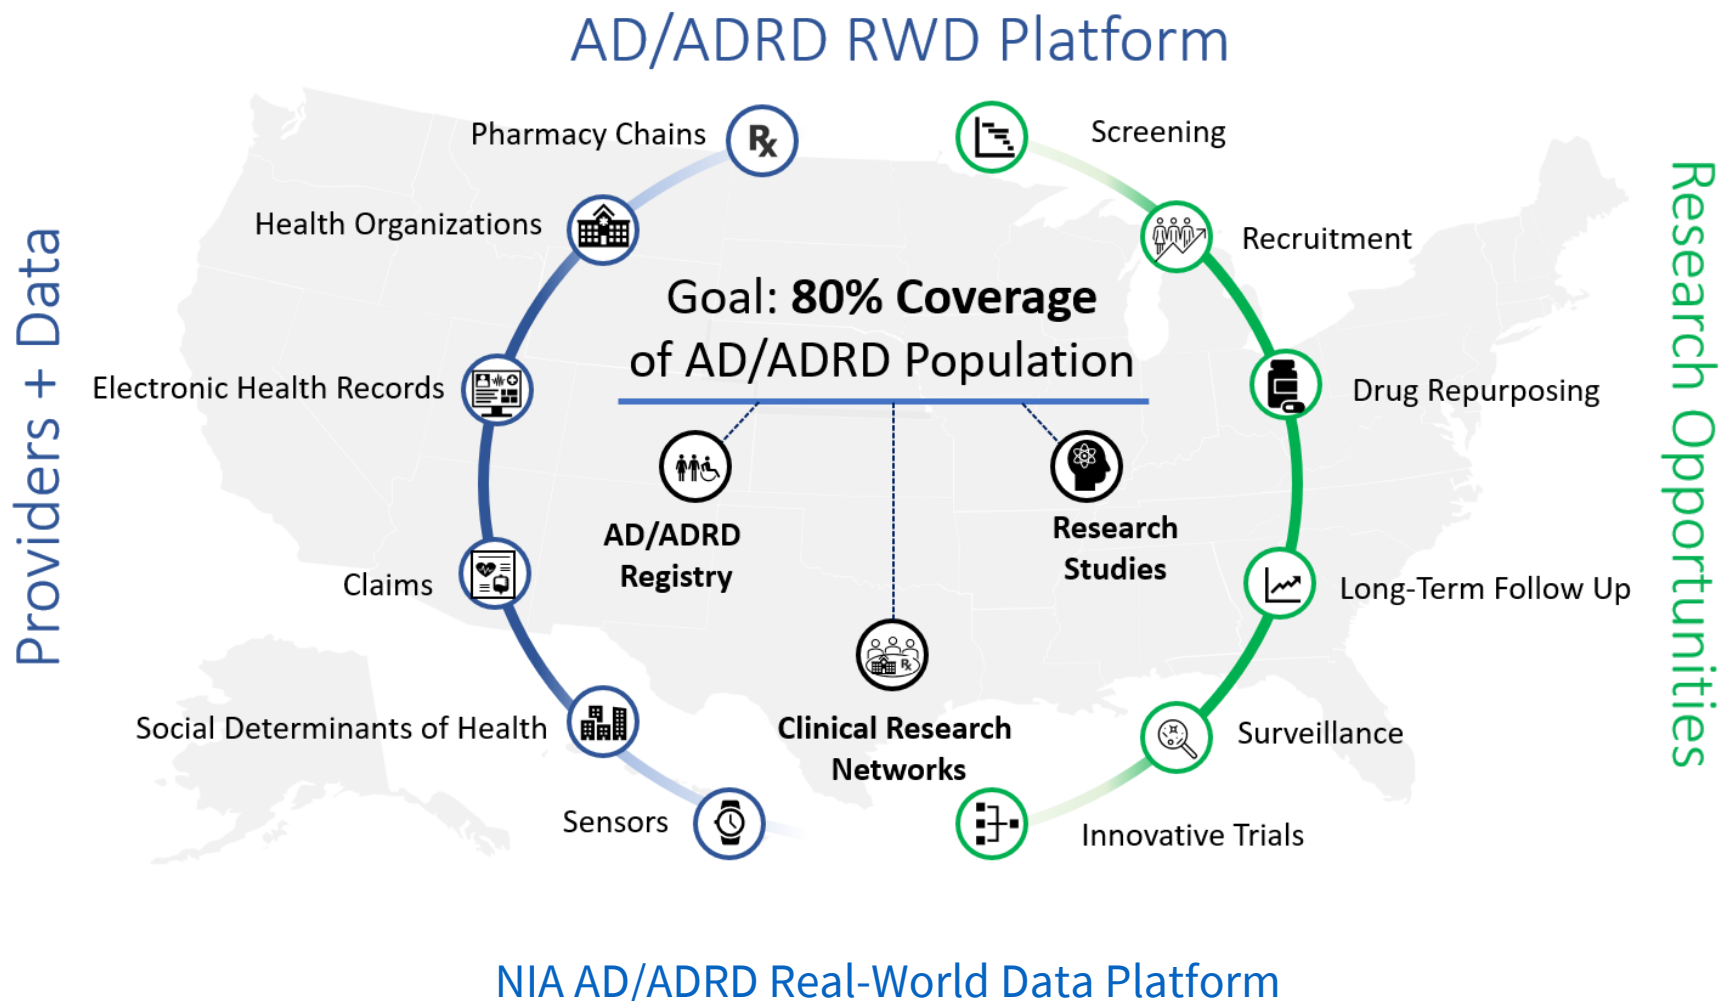 AD/ADRD RWD Platform
Providers + Data
Pharmacy Chains
Rx
Health Organizations
Electronic Health Records
Claims
Social Determinants of Health
Sensors
Goal: 80% Coverage
of AD/ADRD Population
AD/ADRD
Registry
Clinical Research
Networks
Rx
Research
Studies
Screening
Recruitment
Drug Repurposing
Long-Term Follow Up
Surveillance
Innovative Trials
Research Opportunities
NIA AD/ADRD Real-World Data Platform